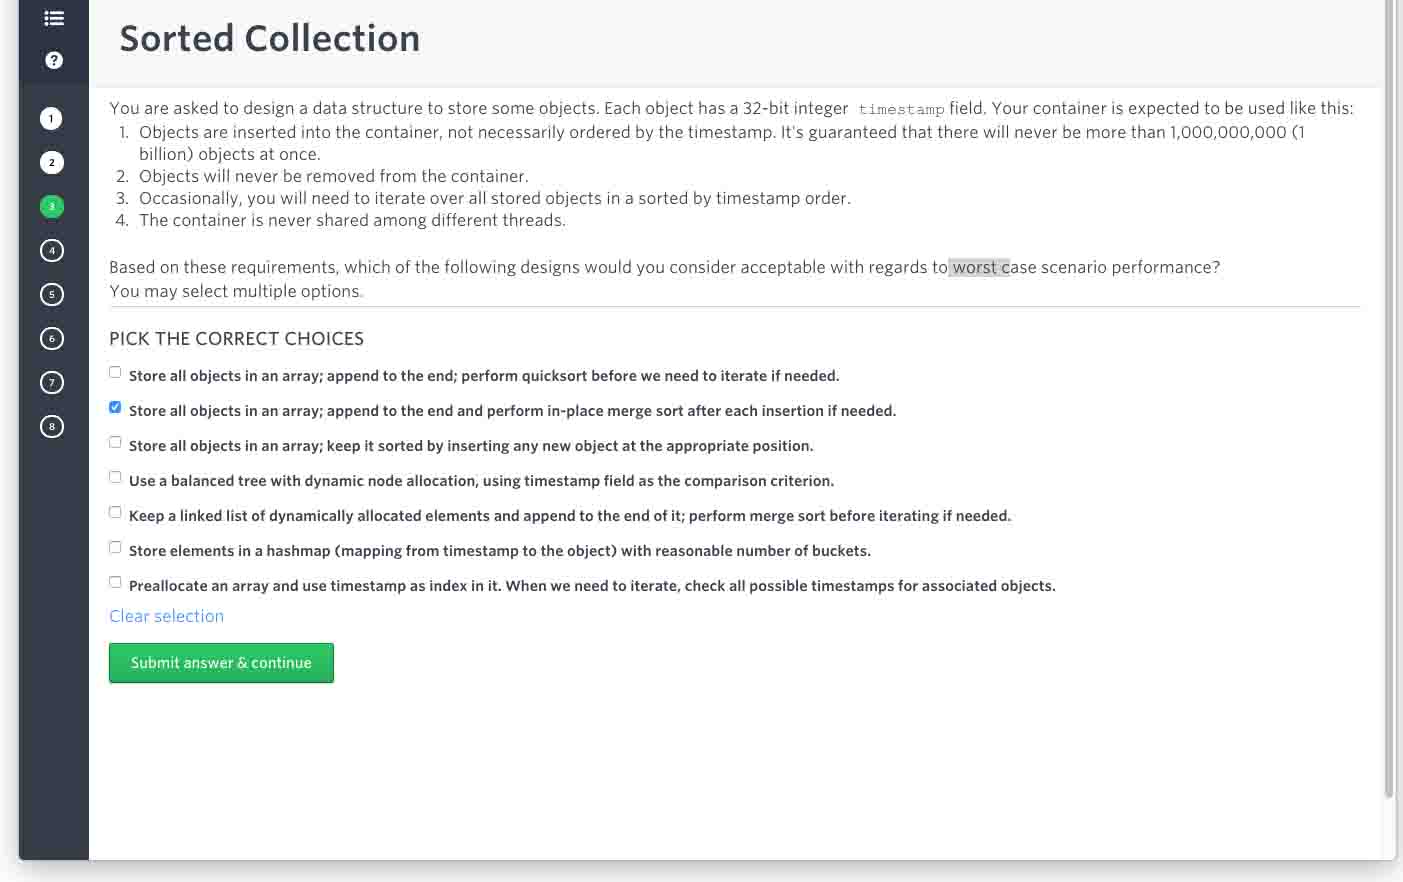 Sorted Collection
?
1
2
3
4
5
6
7
8
You are asked to design a data structure to store some objects. Each object has a 32-bit integer timestamp field. Your container is expected to be used like this:
1. Objects are inserted into the container, not necessarily ordered by the timestamp. It's guaranteed that there will never be more than 1,000,000,000 (1
billion) objects at once.
2. Objects will never be removed from the container.
3. Occasionally, you will need to iterate over all stored objects in a sorted by timestamp order.
4. The container is never shared among different threads.
Based on these requirements, which of the following designs would you consider acceptable with regards to worst case scenario performance?
You may select multiple options.
PICK THE CORRECT CHOICES
Store all objects in an array; append to the end; perform quicksort before we need to iterate if needed.
Store all objects in an array; append to the end and perform in-place merge sort after each insertion if needed.
Store all objects in an array; keep it sorted by inserting any new object at the appropriate position.
Use a balanced tree with dynamic node allocation, using timestamp field as the comparison criterion.
Keep a linked list of dynamically allocated elements and append to the end of it; perform merge sort before iterating if needed.
Store elements in a hashmap (mapping from timestamp to the object) with reasonable number of buckets.
Preallocate an array and use timestamp as index in it. When we need to iterate, check all possible timestamps for associated objects.
Clear selection
Submit answer & continue